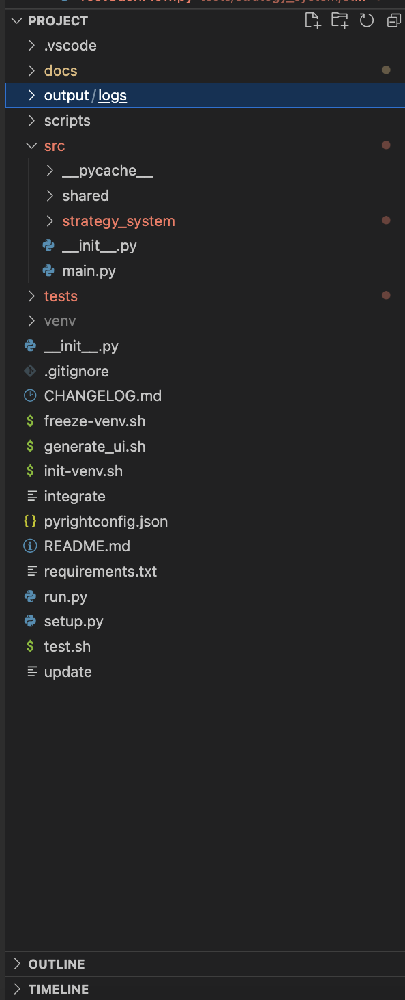 PROJECT
.vscode
docs
output/logs
scripts
src
__pycache__
shared
strategy_system
__init__.py
main.py
tests
venv
__init__.py
.gitignore
CHANGELOG.md
$ freeze-venv.sh
$ generate_ui.sh
$ init-venv.sh
integrate
{} pyrightconfig.json
README.md
requirements.txt
run.py
setup.py
$ test.sh
update
OUTLINE
TIMELINE